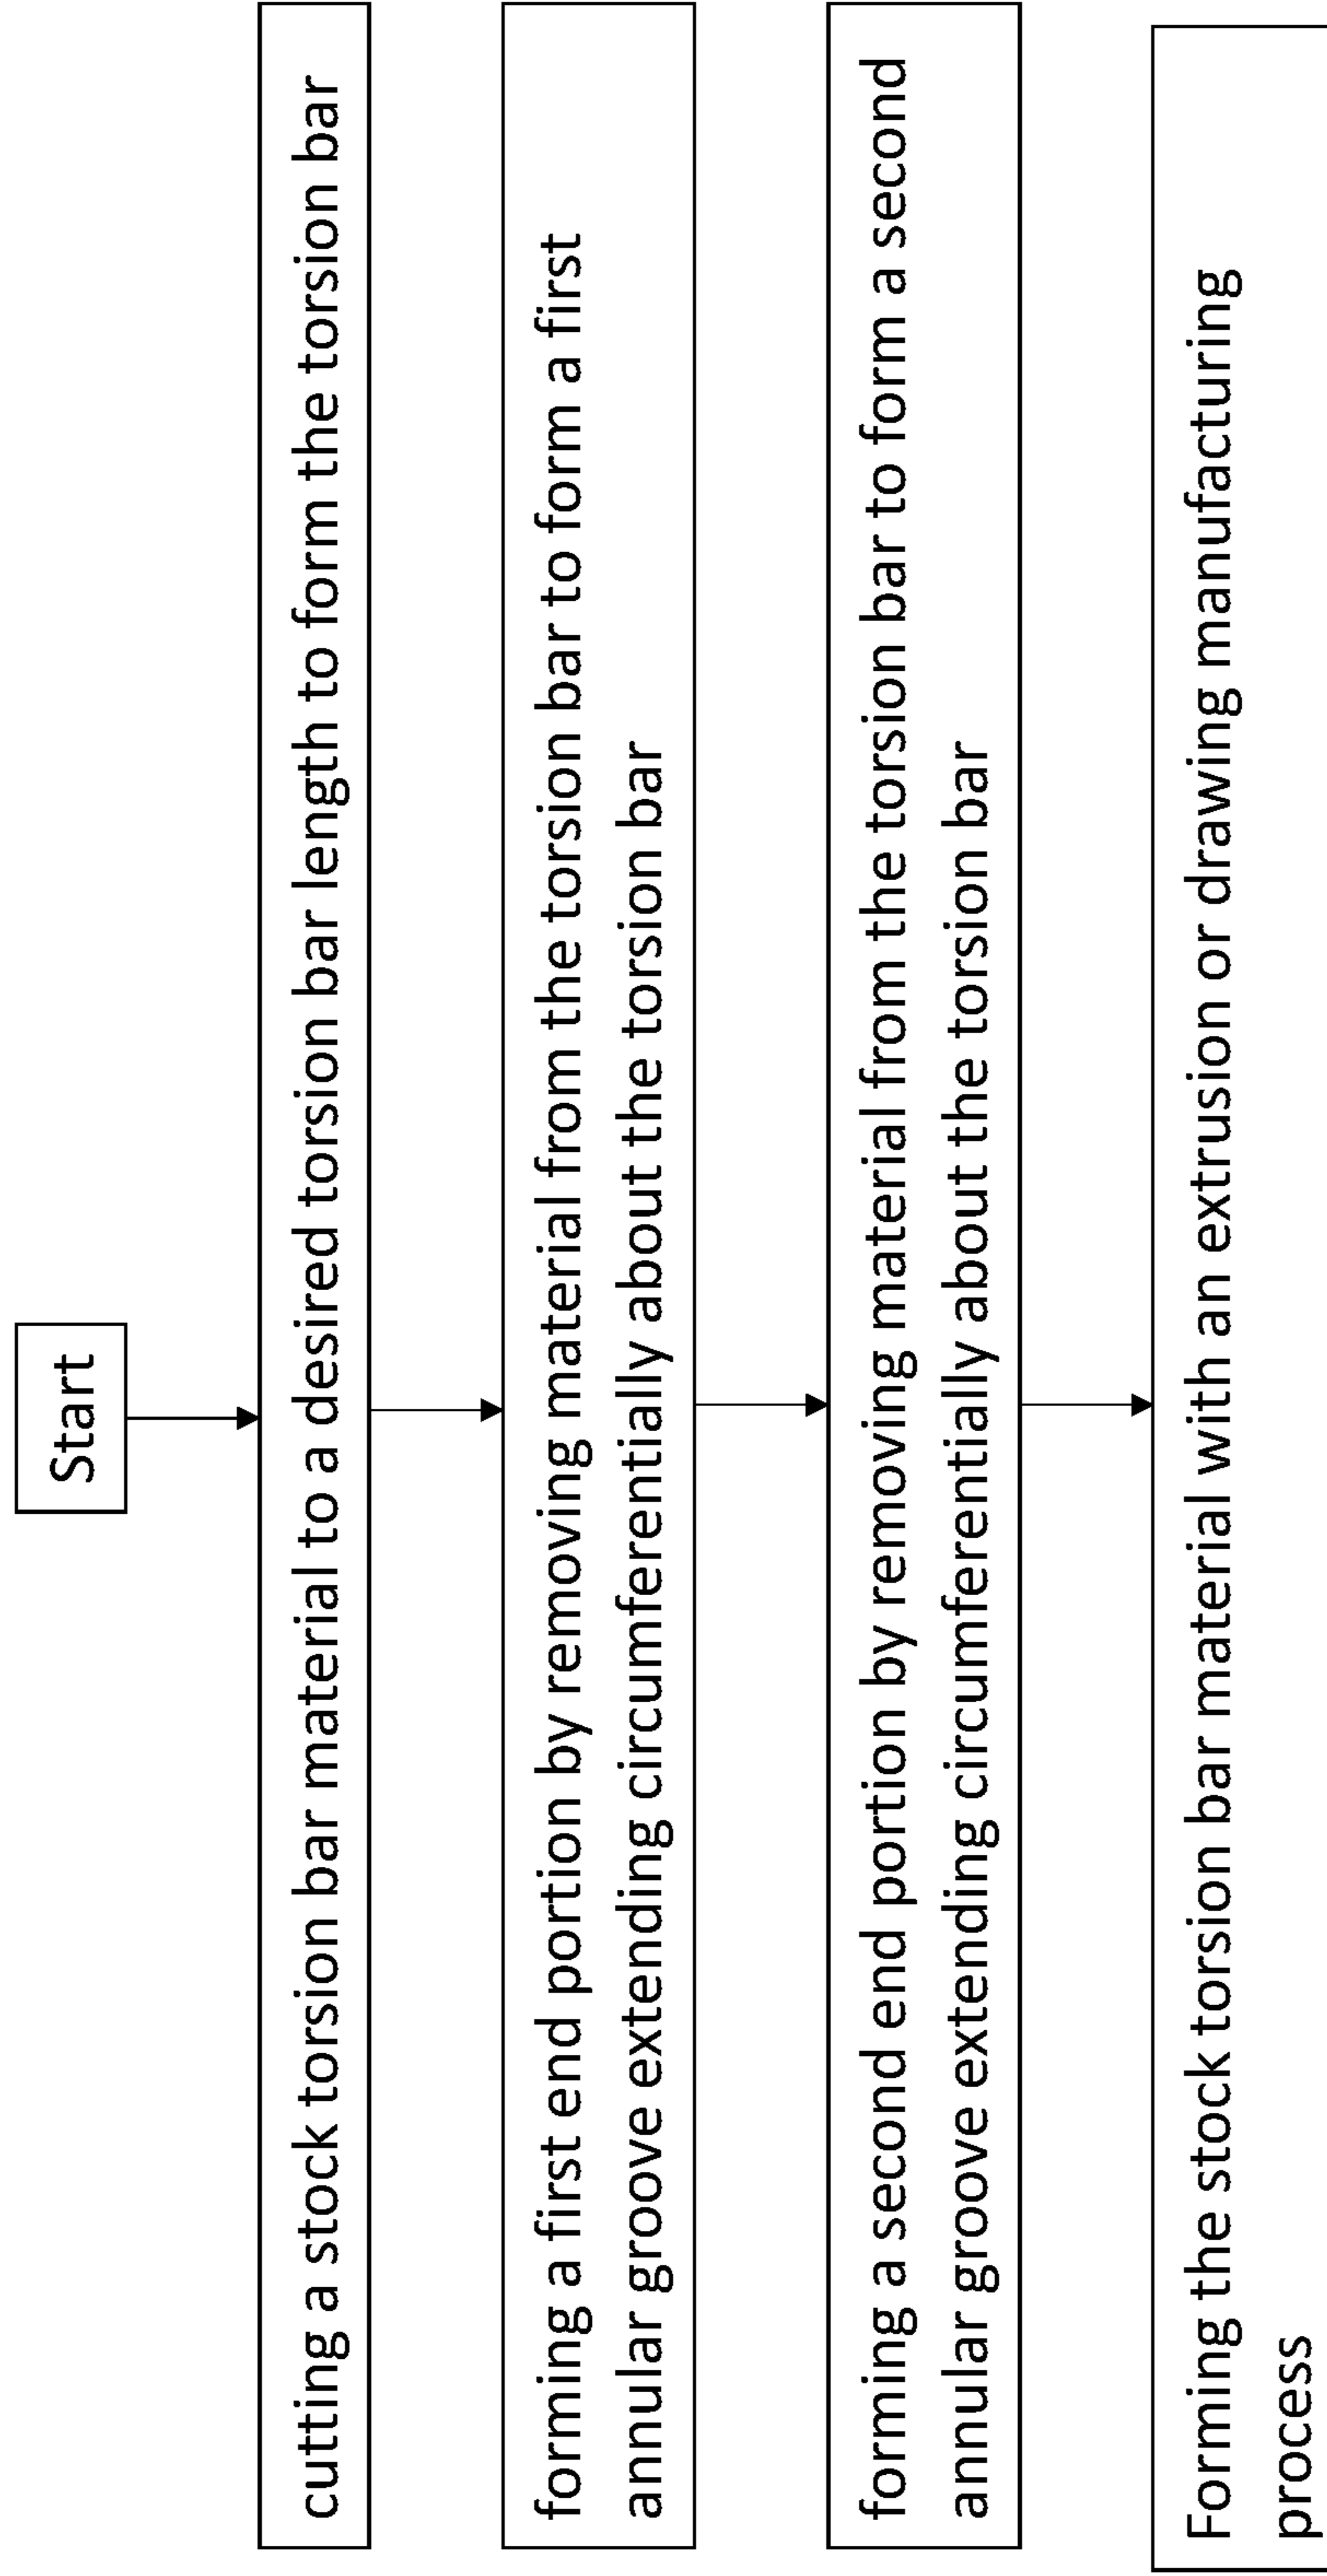 Start
cutting a stock torsion bar material to a desired torsion bar length to form the torsion bar
forming a first end portion by removing material from the torsion bar to form a first
annular groove extending circumferentially about the torsion bar
forming a second end portion by removing material from the torsion bar to form a second
annular groove extending circumferentially about the torsion bar
Forming the stock torsion bar material with an extrusion or drawing manufacturing
process